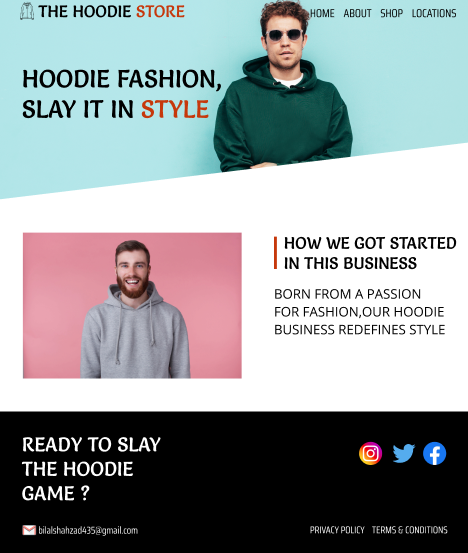 THE HOODIE STORE
HOME ABOUT SHOP LOCATIONS
HOODIE FASHION,
SLAY IT IN STYLE
HOW WE GOT STARTED
IN THIS BUSINESS
BORN FROM A PASSION
FOR FASHION,OUR HOODIE
BUSINESS REDEFINES STYLE
READY TO SLAY
THE HOODIE
GAME ?
bilalshahzad435@gmail.com
PRIVACY POLICY TERMS & CONDITIONS